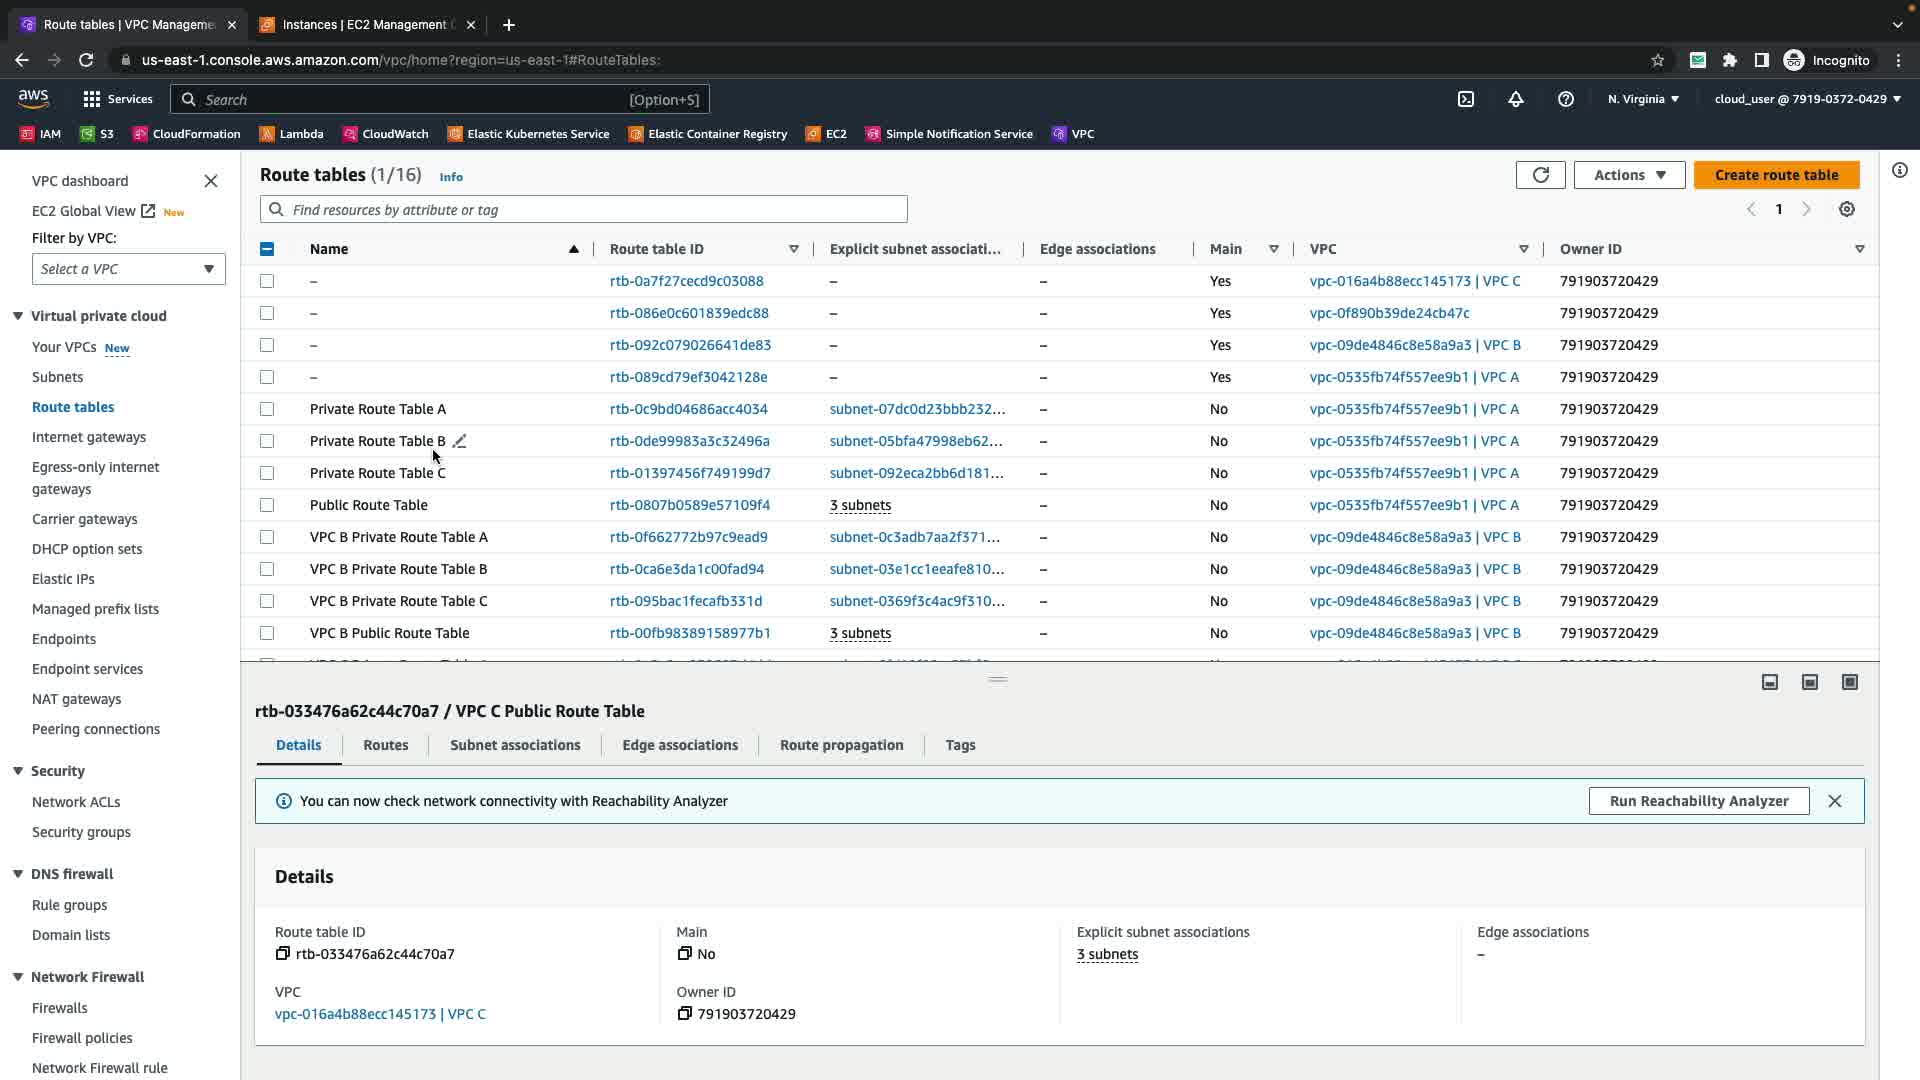 Route tables | VPC Manageme
Instances | EC2 Management
us-east-1.console.aws.amazon.com/vpc/home?region=us-east-1#RouteTables:
Incognito
aws
Services
Search
[Option+S]
N. Virginia
cloud_user @ 7919-0372-0429
IAM
S3
CloudFormation
Lambda
CloudWatch
Elastic Kubernetes Service
Elastic Container Registry
EC2
Simple Notification Service
VPC
VPC dashboard
EC2 Global View New
Filter by VPC:
Select a VPC
Virtual private cloud
Your VPCs New
Subnets
Route tables
Internet gateways
Egress-only internet
gateways
Carrier gateways
DHCP option sets
Elastic IPs
Managed prefix lists
Endpoints
Endpoint services
NAT gateways
Peering connections
Security
Network ACLs
Security groups
DNS firewall
Rule groups
Domain lists
Network Firewall
Firewalls
Firewall policies
Network Firewall rule
Route tables (1/16) Info
Actions
Create route table
Find resources by attribute or tag
1
Name Route table ID Explicit subnet associati... Edge associations Main VPC Owner ID
– rtb-0a7f27cecd9c03088 – – Yes vpc-016a4b88ecc145173 | VPC C 791903720429
– rtb-086e0c601839edc88 – – Yes vpc-0f890b39de24cb47c 791903720429
– rtb-092c079026641de83 – – Yes vpc-09de4846c8e58a9a3 | VPC B 791903720429
– rtb-089cd79ef3042128e – – Yes vpc-0535fb74f557ee9b1 | VPC A 791903720429
Private Route Table A rtb-0c9bd04686acc4034 subnet-07dc0d23bbb232... – No vpc-0535fb74f557ee9b1 | VPC A 791903720429
Private Route Table B rtb-0de99983a3c32496a subnet-05bfa47998eb62... – No vpc-0535fb74f557ee9b1 | VPC A 791903720429
Private Route Table C rtb-01397456f749199d7 subnet-092eca2bb6d181... – No vpc-0535fb74f557ee9b1 | VPC A 791903720429
Public Route Table rtb-0807b0589e57109f4 3 subnets – No vpc-0535fb74f557ee9b1 | VPC A 791903720429
VPC B Private Route Table A rtb-0f662772b97c9ead9 subnet-0c3adb7aa2f371... – No vpc-09de4846c8e58a9a3 | VPC B 791903720429
VPC B Private Route Table B rtb-0ca6e3da1c00fad94 subnet-03e1cc1eeafe810... – No vpc-09de4846c8e58a9a3 | VPC B 791903720429
VPC B Private Route Table C rtb-095bac1fecafb331d subnet-0369f3c4ac9f310... – No vpc-09de4846c8e58a9a3 | VPC B 791903720429
VPC B Public Route Table rtb-00fb98389158977b1 3 subnets – No vpc-09de4846c8e58a9a3 | VPC B 791903720429
rtb-033476a62c44c70a7 / VPC C Public Route Table
Details Routes Subnet associations Edge associations Route propagation Tags
You can now check network connectivity with Reachability Analyzer
Run Reachability Analyzer
Details
Route table ID
rtb-033476a62c44c70a7
Main
No
Explicit subnet associations
3 subnets
Edge associations
–
VPC
vpc-016a4b88ecc145173 | VPC C
Owner ID
791903720429